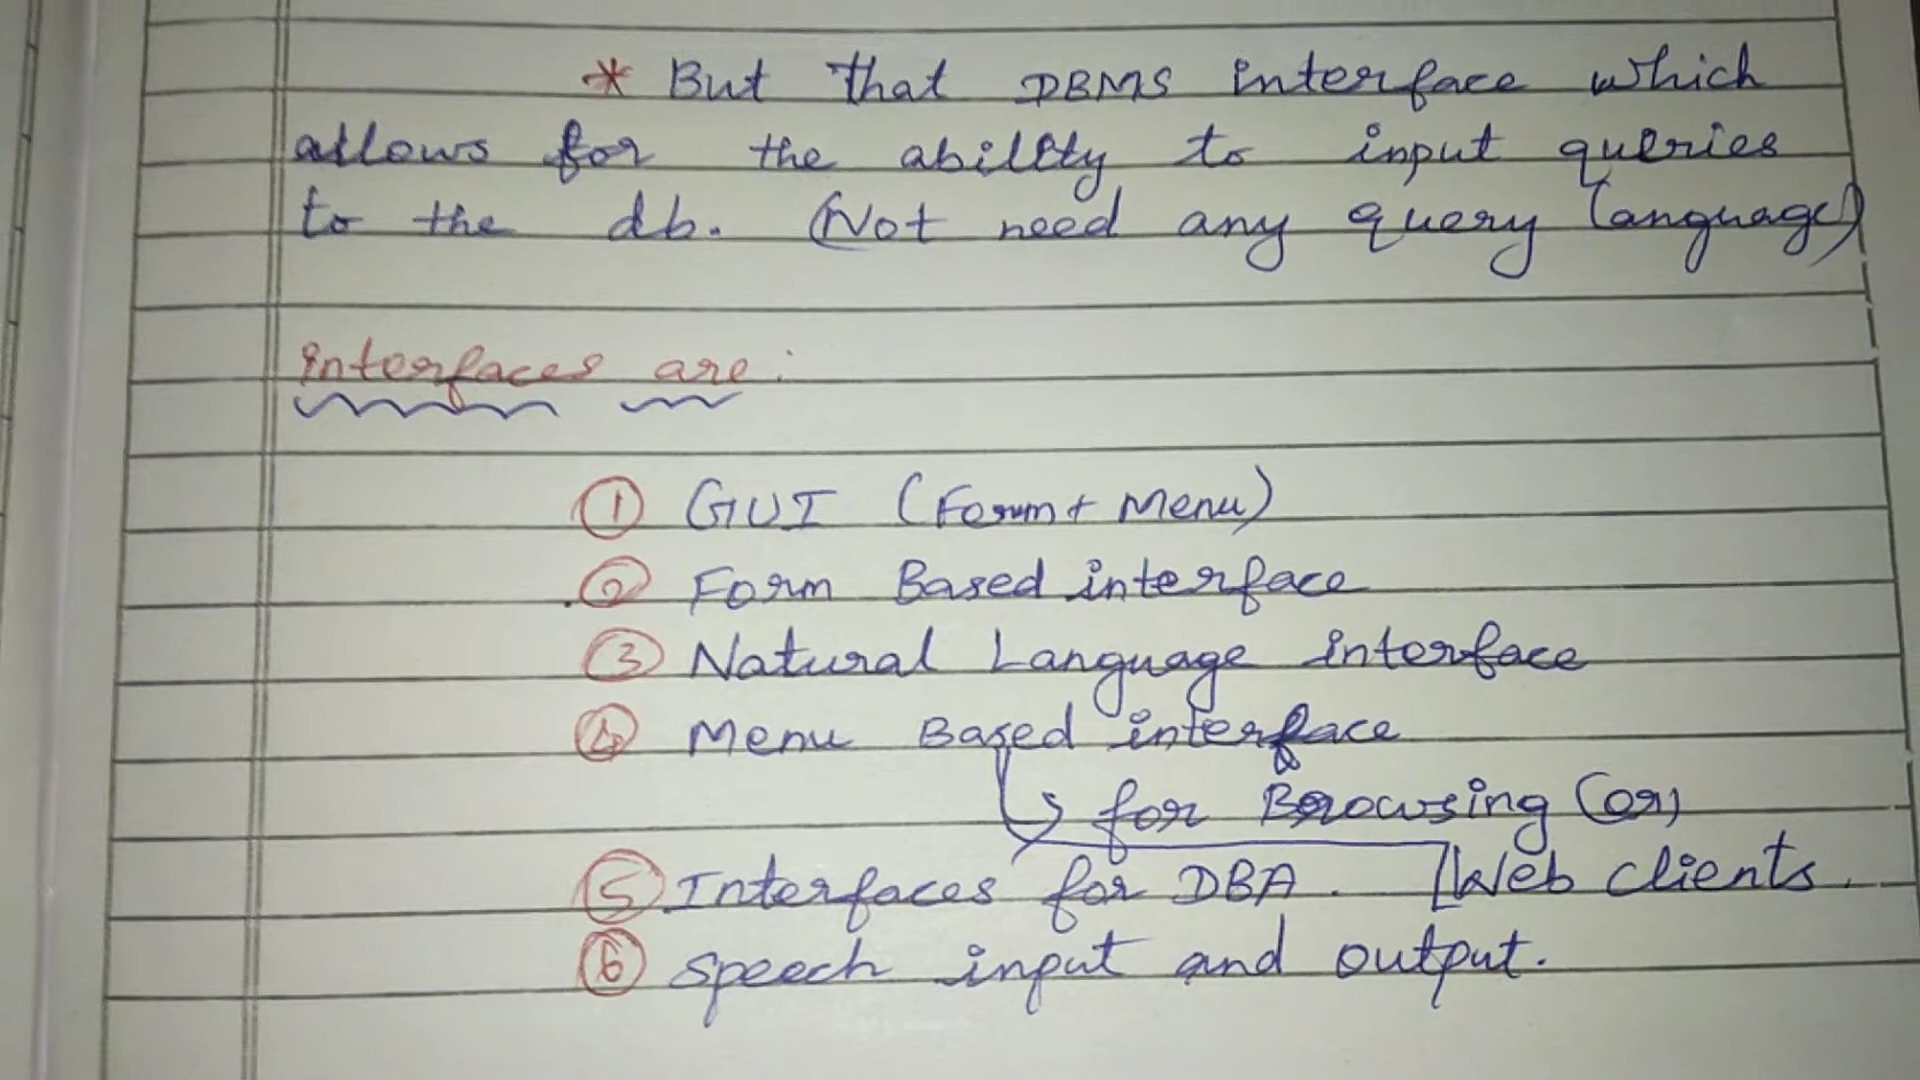 * But that DBMS interface which
allows for the ability to input queries
to the db. (Not need any query language)
interfaces are:
① GUI (Form + Menu)
② Form Based interface
③ Natural Language interface
④ Menu Based interface
↳ for Browsing (or)
[Web clients.
⑤ Interfaces for DBA.
⑥ speech input and output.